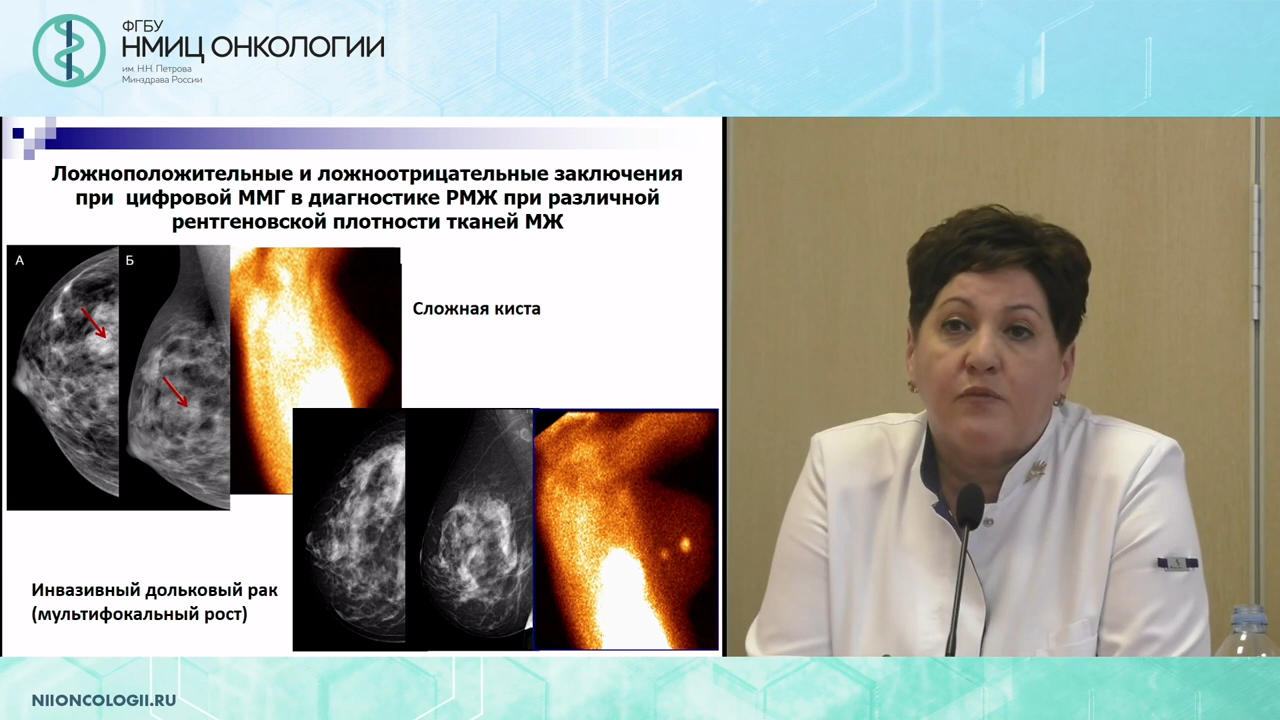 ФГБУ
НМИЦ ОНКОЛОГИИ
им. Н.Н. Петрова
Минздрава России
Ложноположительные и ложноотрицательные заключения
при цифровой ММГ в диагностике РМЖ при различной
рентгеновской плотности тканей МЖ
А
Б
Сложная киста
Инвазивный дольковый рак
(мультифокальный рост)
NIIONCOLOGII.RU